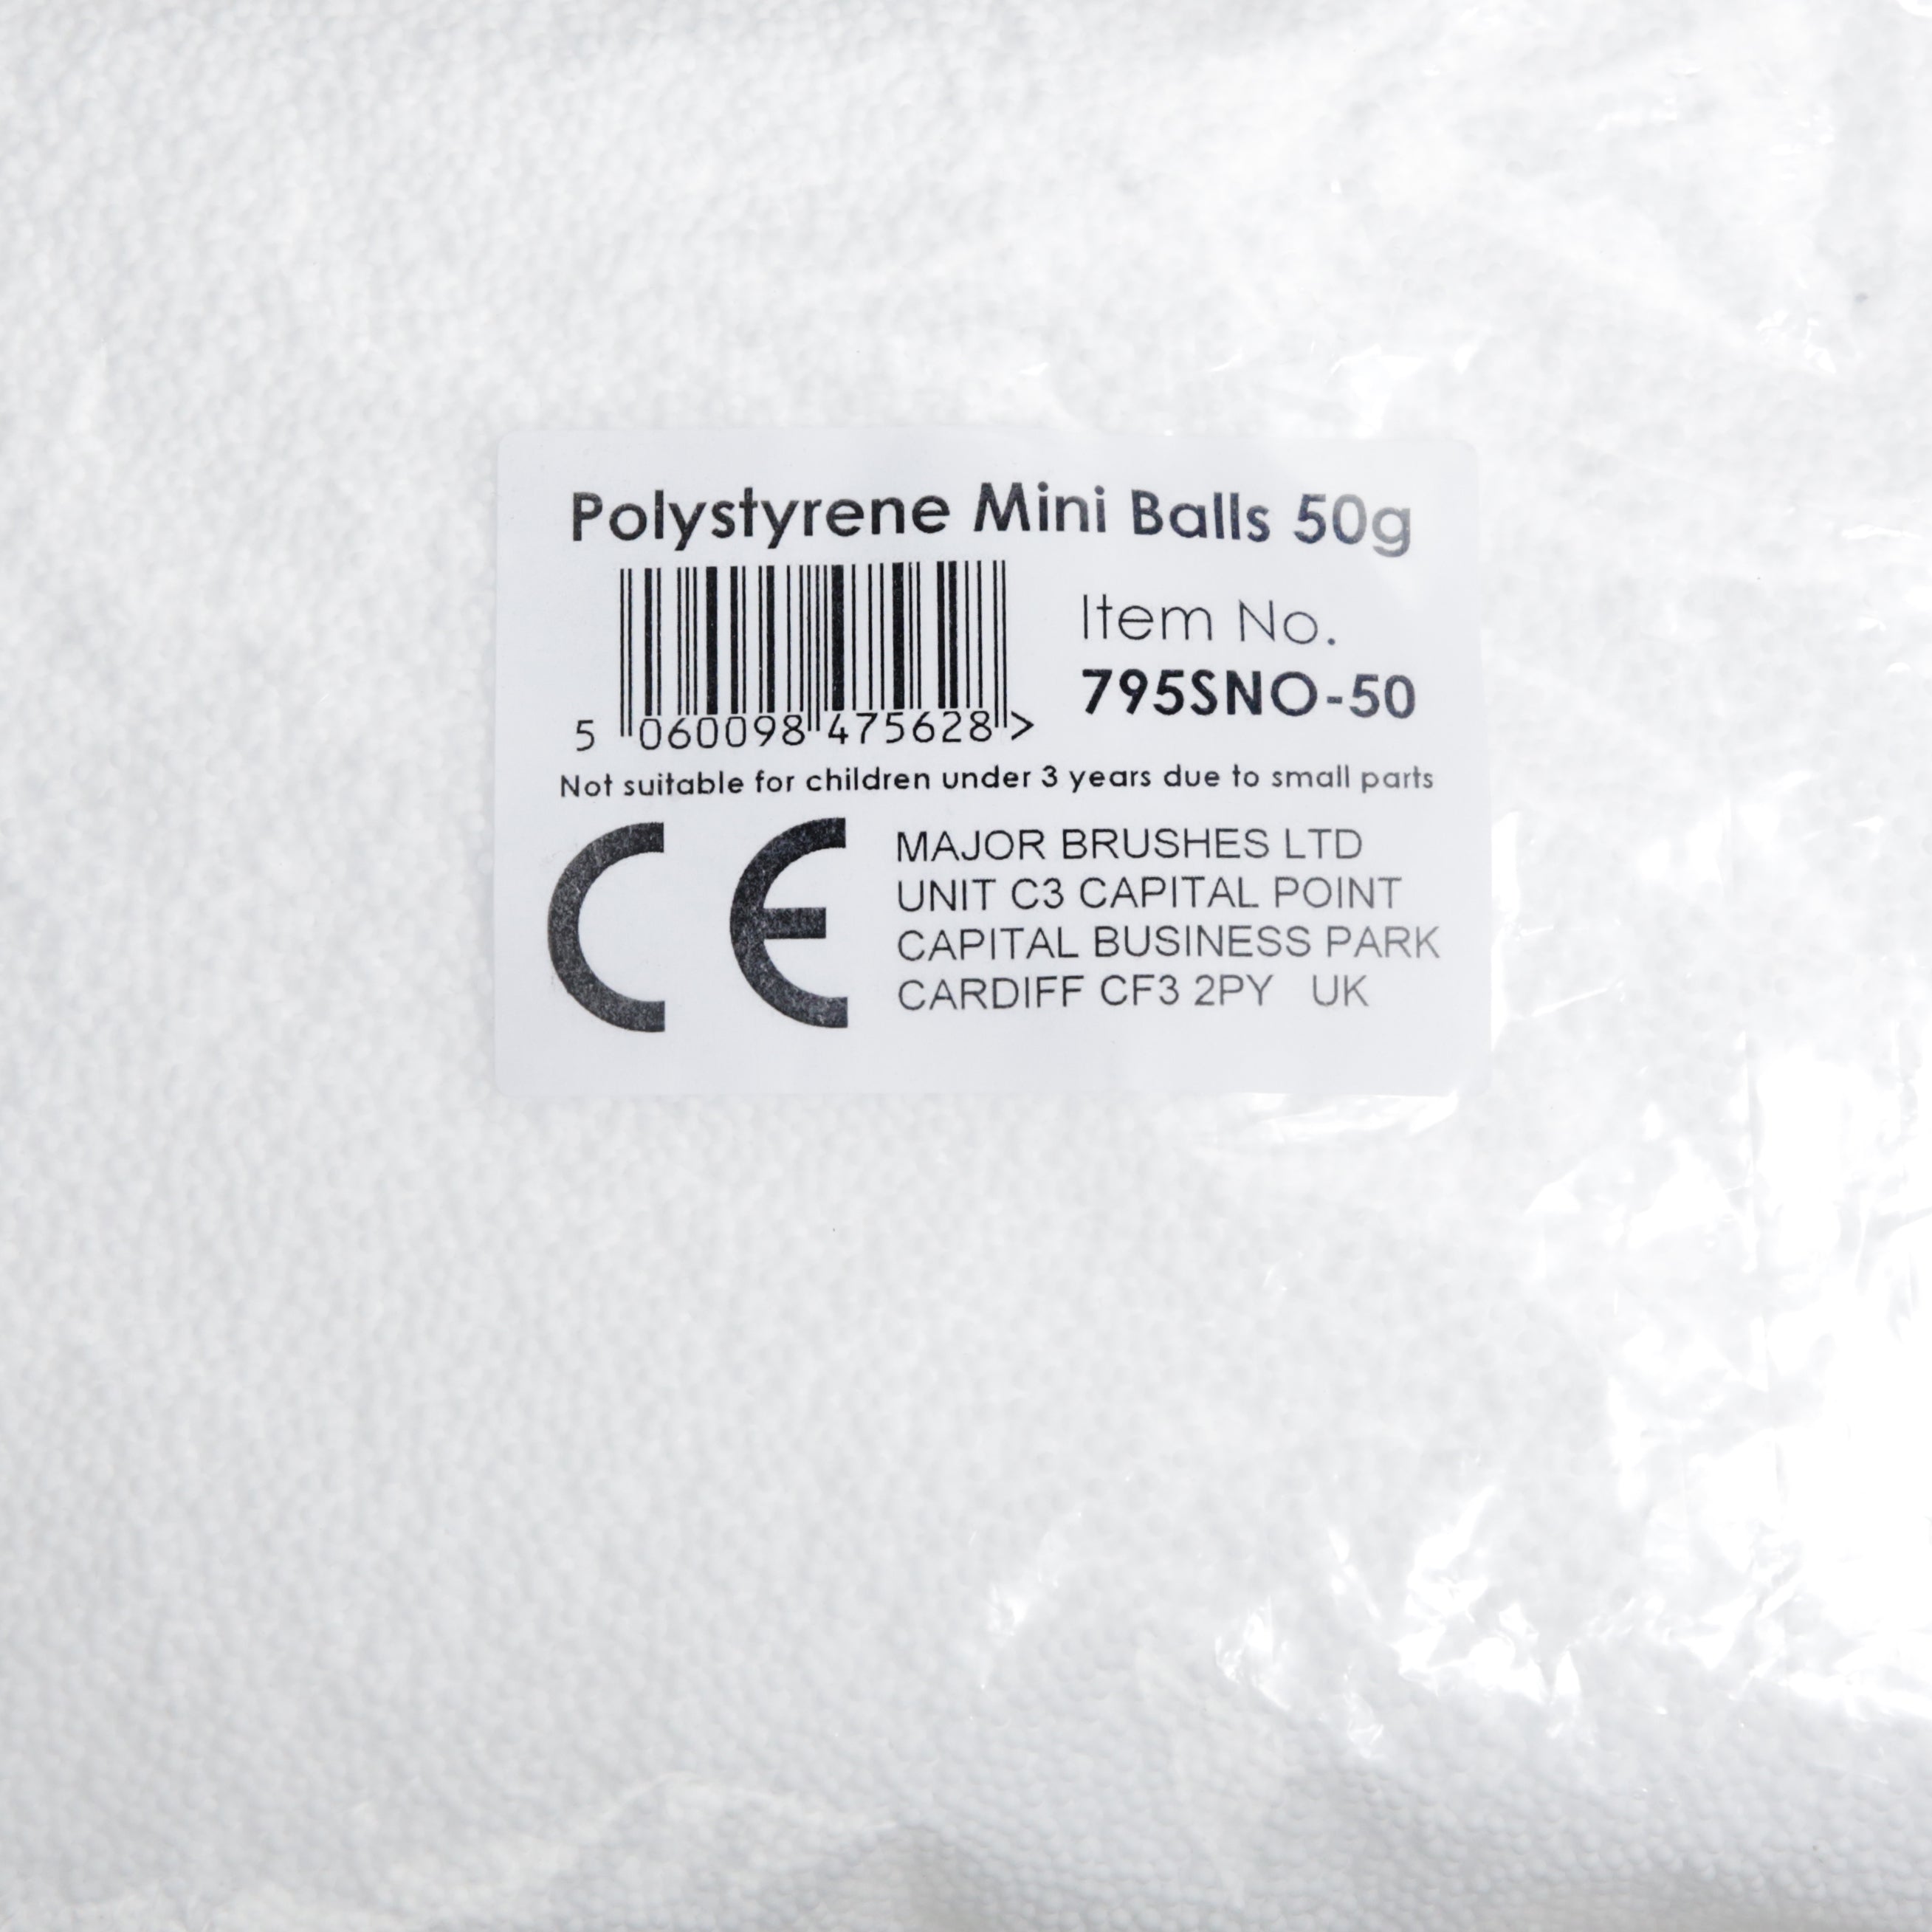 Polystyrene Mini Balls 50g
Item No.
795SNO-50
5 060098 475628 >
Not suitable for children under 3 years due to small parts
CE
MAJOR BRUSHES LTD
UNIT C3 CAPITAL POINT
CAPITAL BUSINESS PARK
CARDIFF CF3 2PY UK